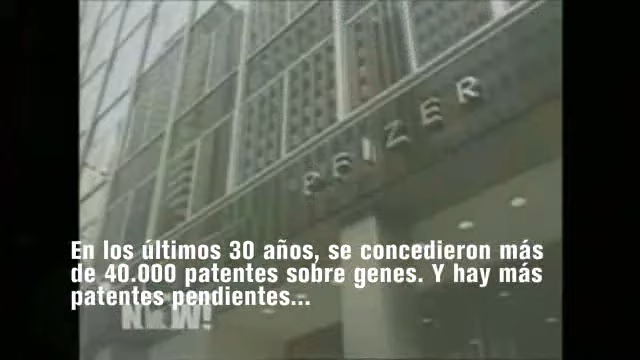 PFIZER
En los últimos 30 años, se concedieron más
de 40.000 patentes sobre genes. Y hay más
patentes pendientes...
NOW!